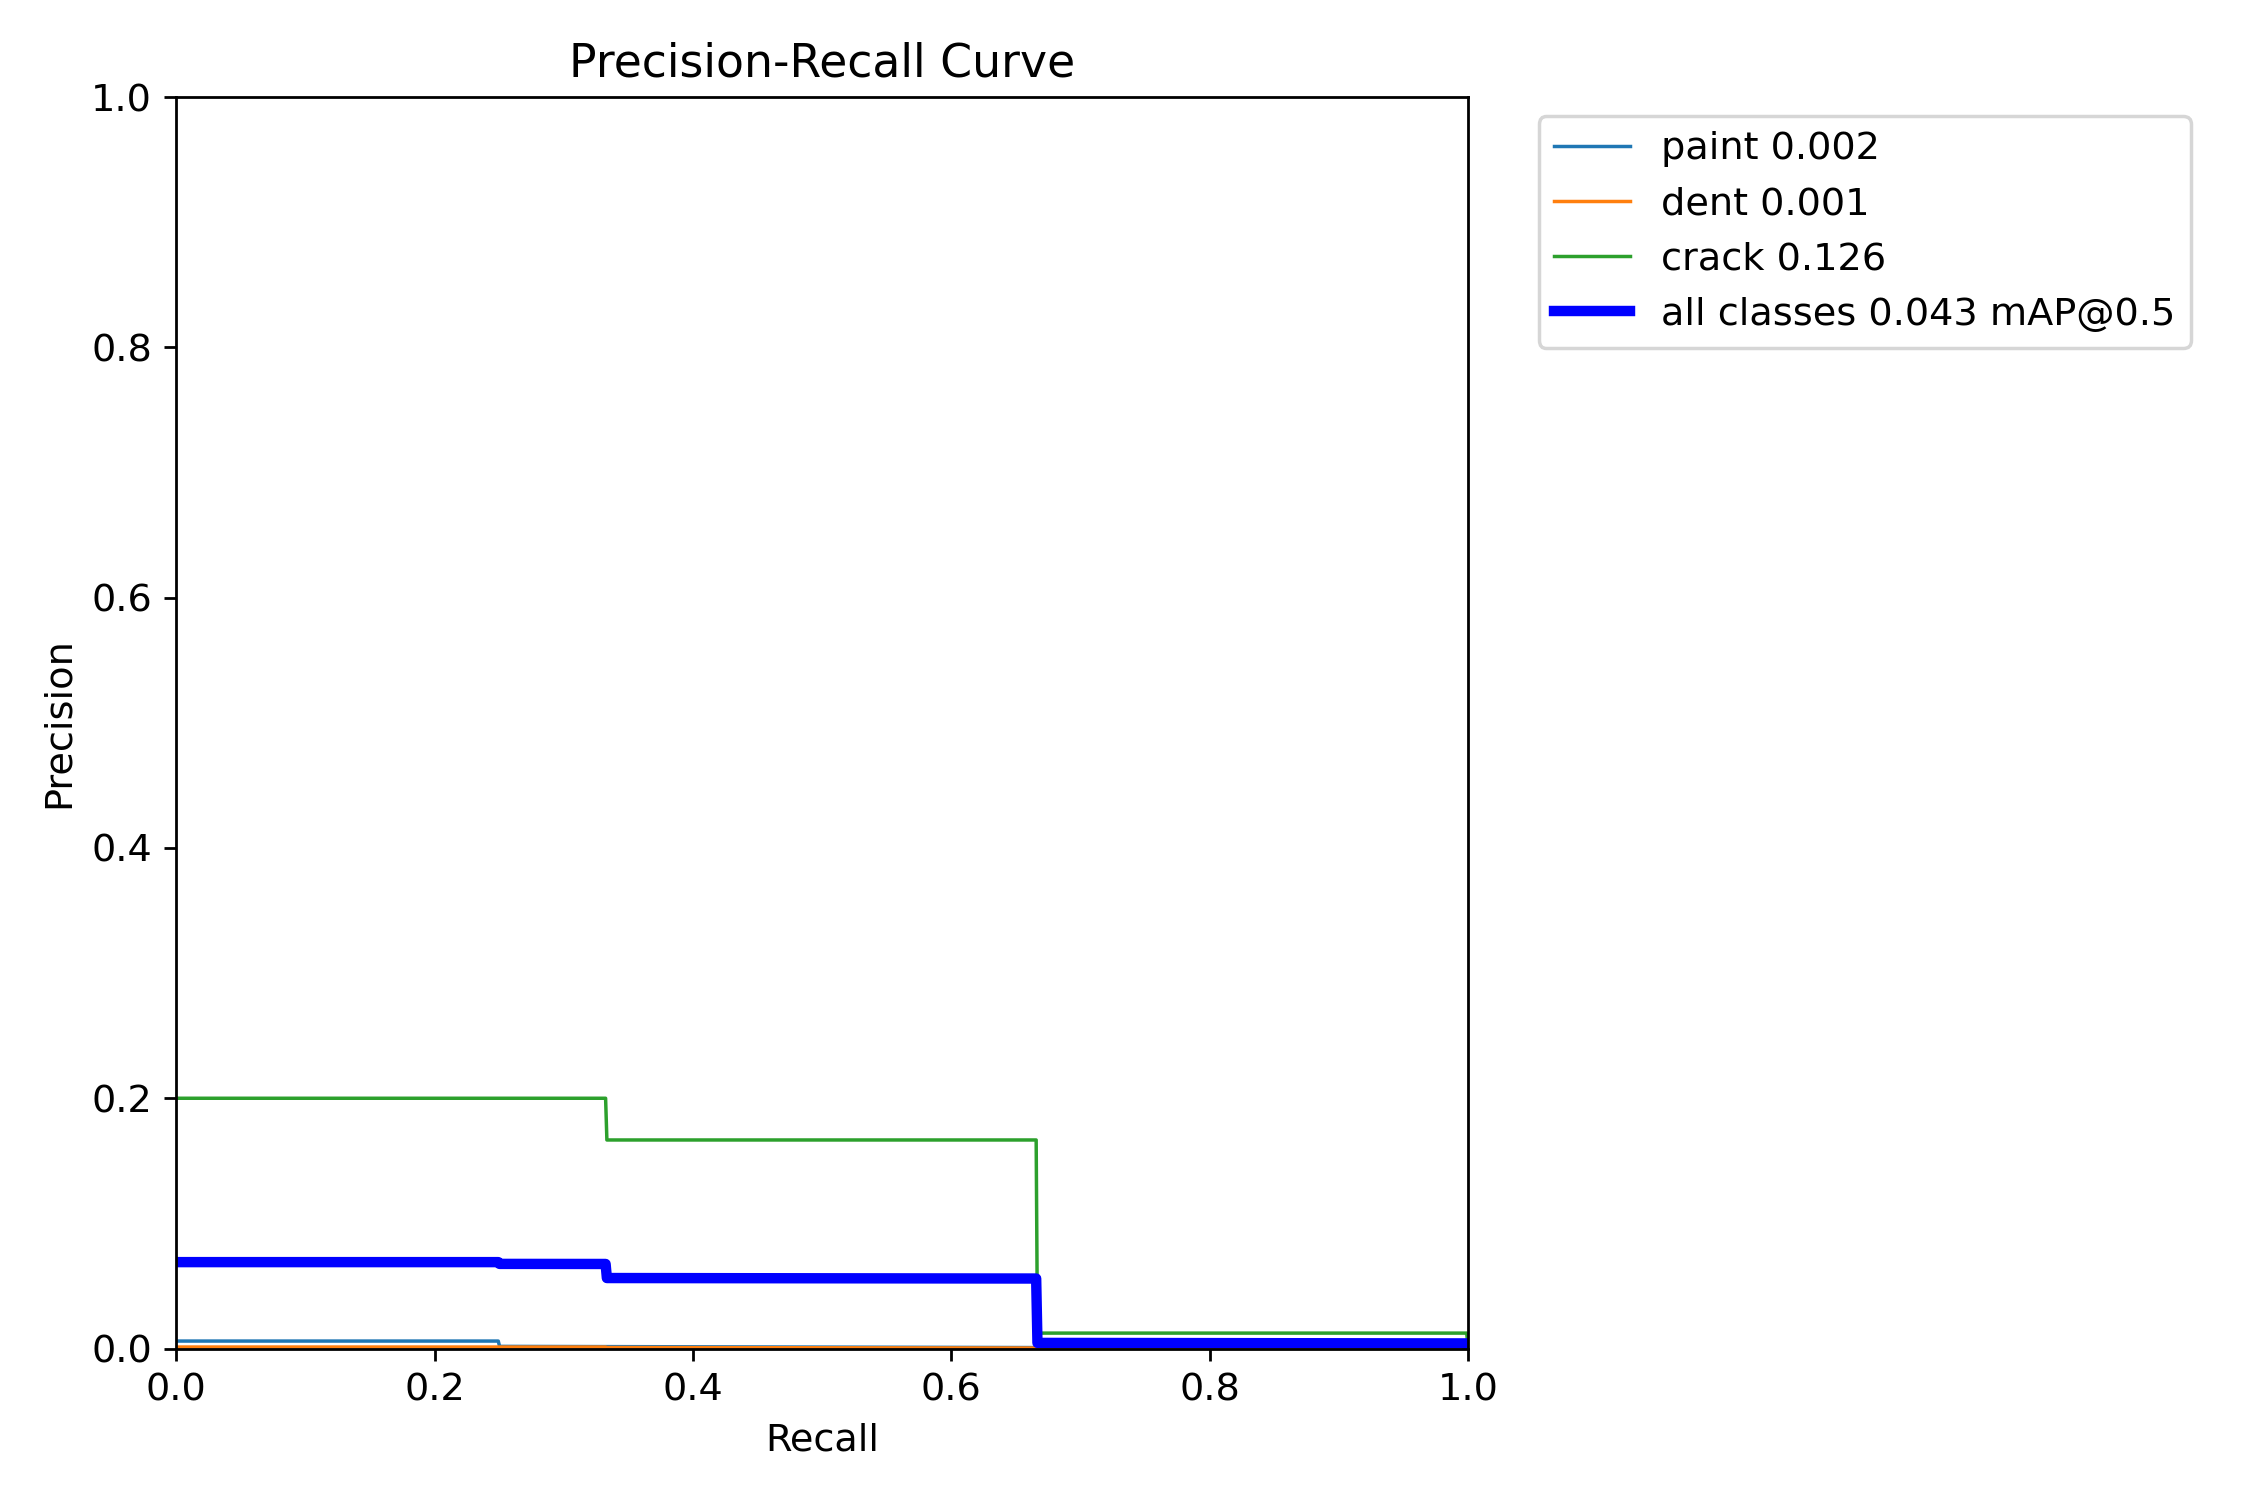 Precision-Recall Curve
1.0
0.8
0.6
0.4
0.2
0.0
Precision
0.0 0.2 0.4 0.6 0.8 1.0
Recall
paint 0.002
dent 0.001
crack 0.126
all classes 0.043 mAP@0.5